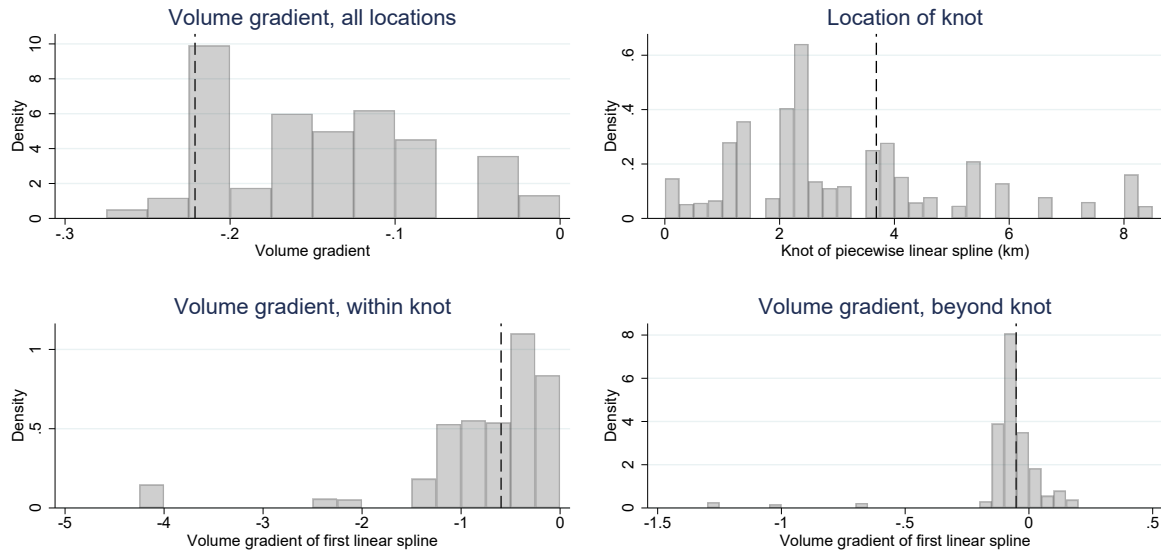 Volume gradient, all locations
Density
0 2 4 6 8 10
-.3 -.2 -.1 0
Volume gradient
Location of knot
Density
0 .2 .4 .6
0 2 4 6 8
Knot of piecewise linear spline (km)
Volume gradient, within knot
Density
0 .5 1
-5 -4 -3 -2 -1 0
Volume gradient of first linear spline
Volume gradient, beyond knot
Density
0 2 4 6 8
-1.5 -1 -.5 0 .5
Volume gradient of first linear spline